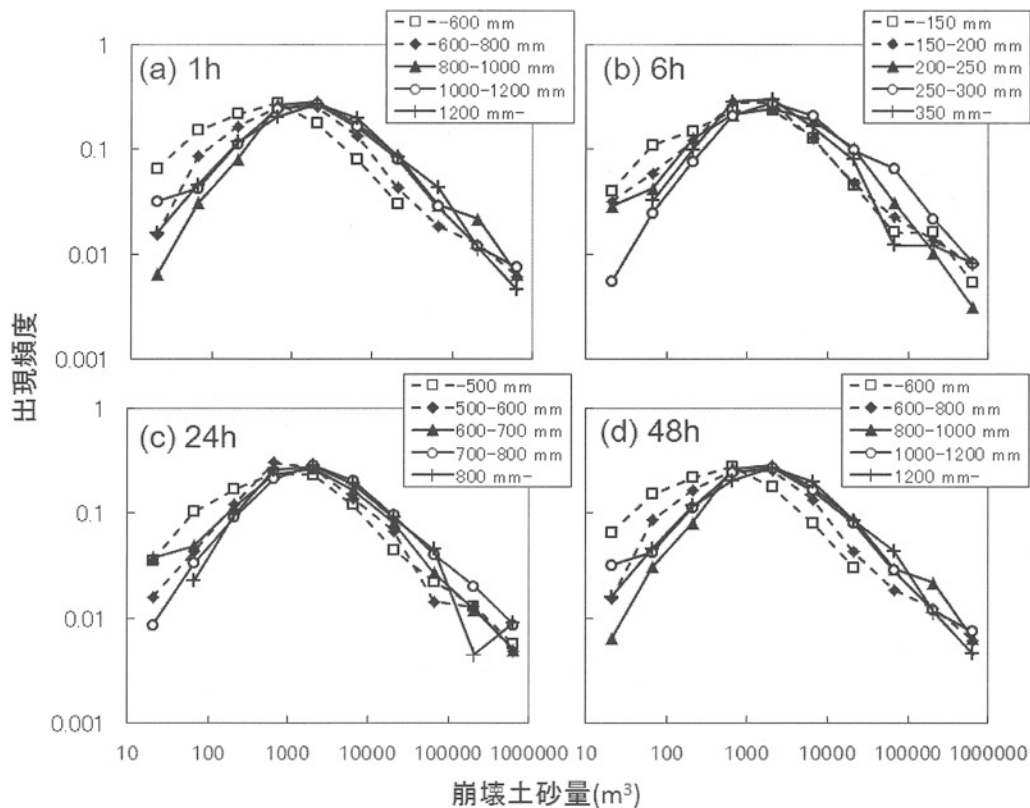 (a) 1h
-600 mm
600-800 mm
800-1000 mm
1000-1200 mm
1200 mm-
(b) 6h
-150 mm
150-200 mm
200-250 mm
250-300 mm
350 mm-
1
0.1
0.01
0.001
出現頻度
(c) 24h
-500 mm
500-600 mm
600-700 mm
700-800 mm
800 mm-
(d) 48h
-600 mm
600-800 mm
800-1000 mm
1000-1200 mm
1200 mm-
1
0.1
0.01
0.001
10 100 1000 10000 100000 1000000
10 100 1000 10000 100000 1000000
崩壊土砂量(m³)